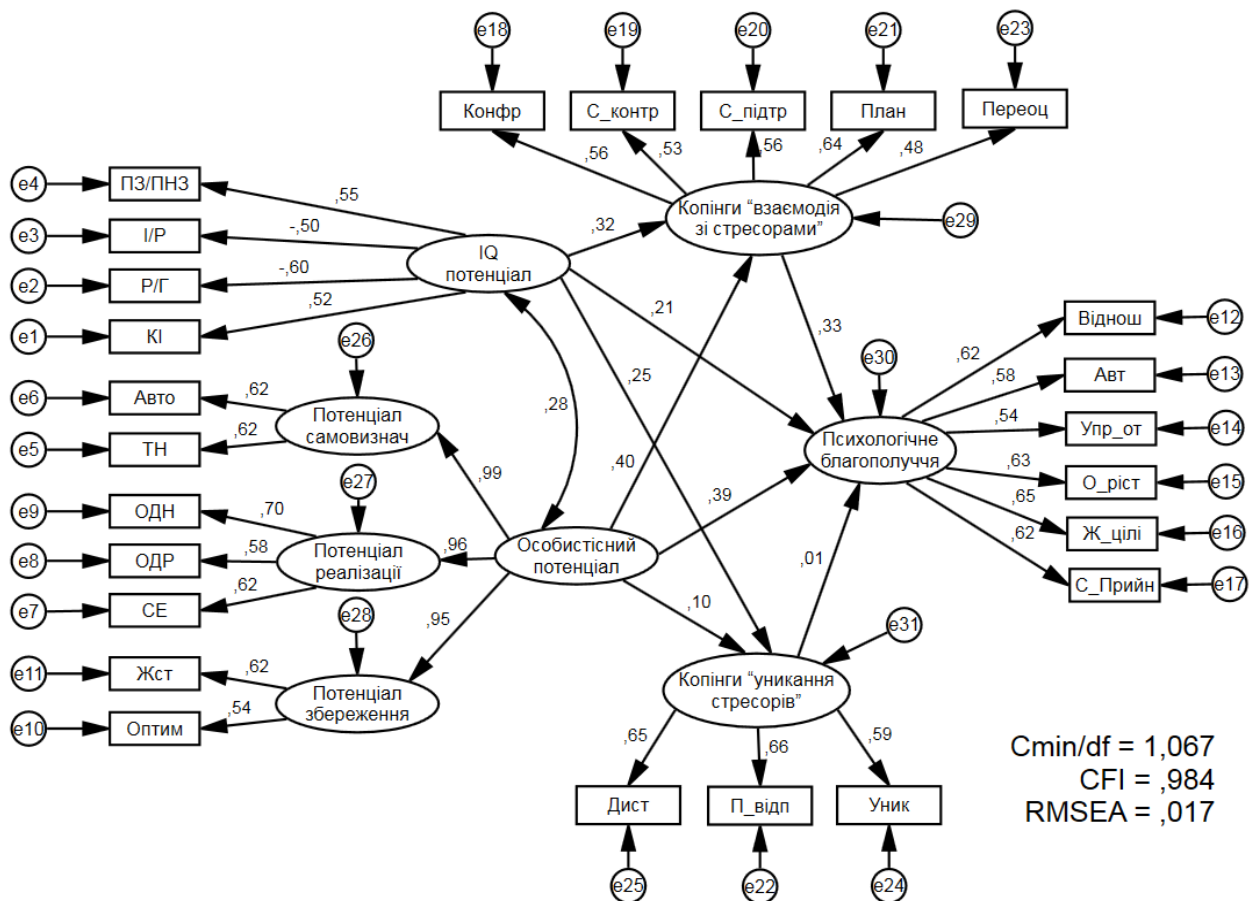 e18
e19
e20
e21
e23
Конфр
С_контр
С_підтр
План
Переоц
,56
,53
,56
,64
,48
e4
ПЗ/ПНЗ
,55
e3
І/Р
-,50
e2
Р/Г
-,60
e1
КІ
,52
IQ
потенціал
,32
Копінги “взаємодія
зі стресорами”
e29
,21
,33
,25
,28
,40
,39
e26
e6
Авто
,62
e5
ТН
,62
Потенціал
самовизнач
,99
e27
e9
ОДН
,70
e8
ОДР
,58
e7
СЕ
,62
Потенціал
реалізації
,96
Особистісний
потенціал
e28
e11
Жст
,62
e10
Оптим
,54
Потенціал
збереження
,95
,10
,01
e30
Психологічне
благополуччя
,62
Віднош
e12
,58
Авт
e13
,54
Упр_от
e14
,63
О_ріст
e15
,65
Ж_цілі
e16
,62
С_Прийн
e17
e31
Копінги “уникання
стресорів”
,65
,66
,59
Дист
П_відп
Уник
e25
e22
e24
Cmin/df = 1,067
CFI = ,984
RMSEA = ,017